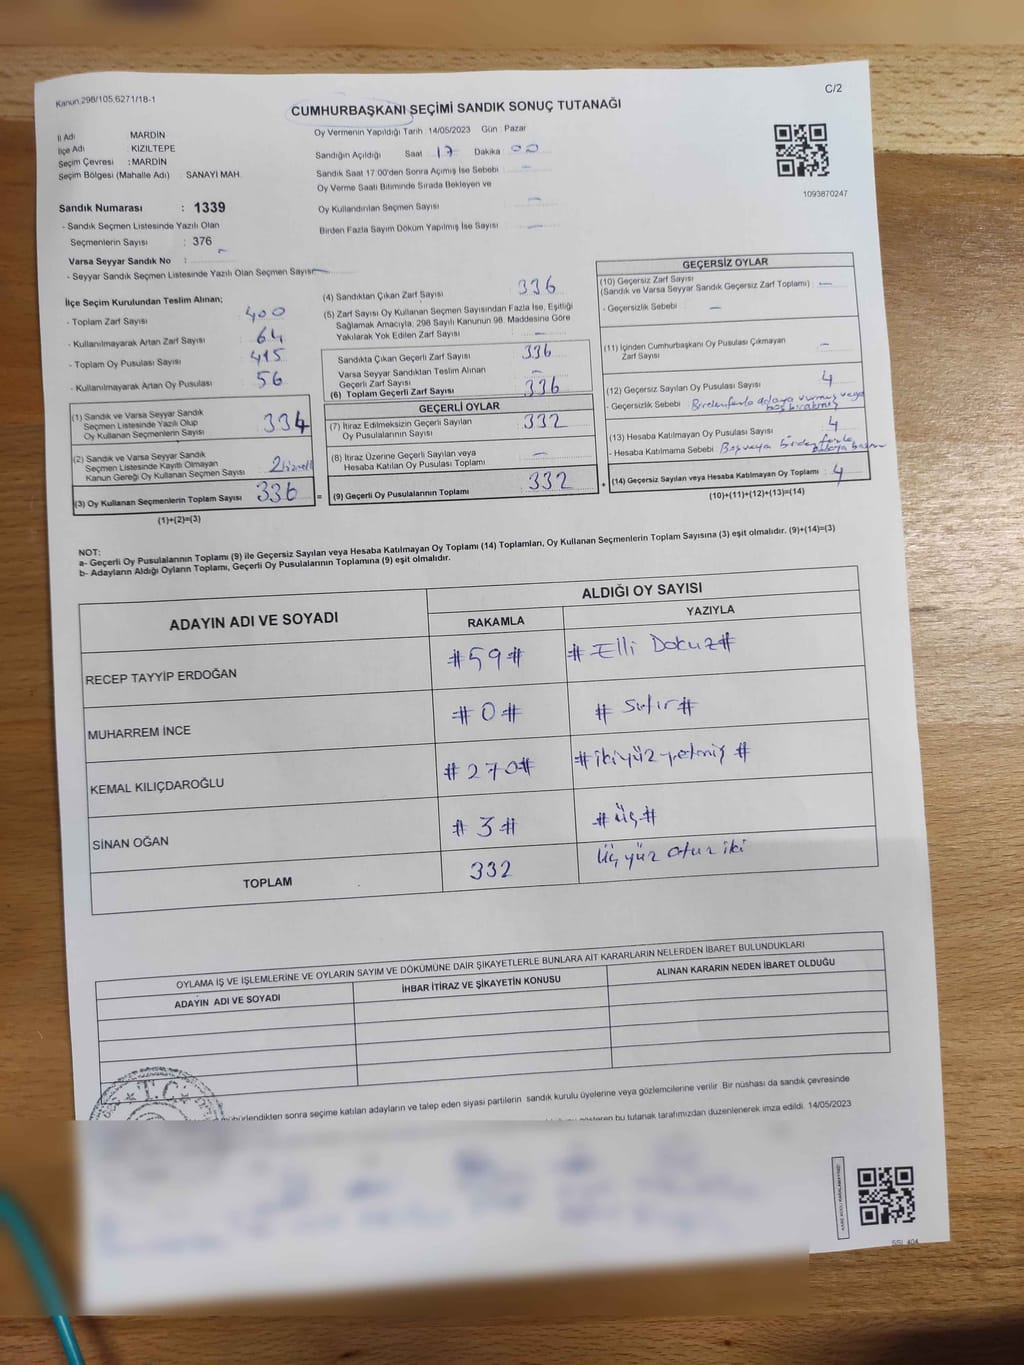 Kanun.298/105,6271/18-1
C/2
CUMHURBAŞKANI SEÇİMİ SANDIK SONUÇ TUTANAĞI
İl Adı MARDİN
İlçe Adı KIZILTEPE
Seçim Çevresi : MARDİN
Seçim Bölgesi (Mahalle Adı) SANAYİ MAH.
Sandık Numarası : 1339
- Sandık Seçmen Listesinde Yazılı Olan
Seçmenlerin Sayısı : 376
Varsa Seyyar Sandık No : -
- Seyyar Sandık Seçmen Listesinde Yazılı Olan Seçmen Sayısı -
Oy Vermenin Yapıldığı Tarih 14/05/2023 Gün : Pazar
Sandığın Açıldığı Saat 17 Dakika 00
Sandık Saat 17.00'den Sonra Açımış İse Sebebi -
Oy Verme Saati Bitiminde Sırada Bekleyen ve
Oy Kullandırılan Seçmen Sayısı -
Birden Fazla Sayım Döküm Yapılmış İse Sayısı -
1093870247
İlçe Seçim Kurulundan Teslim Alınan;
- Toplam Zarf Sayısı 400
- Kullanılmayarak Artan Zarf Sayısı 64
- Toplam Oy Pusulası Sayısı 415
- Kullanılmayarak Artan Oy Pusulası 56
(1) Sandık ve Varsa Seyyar Sandık
Seçmen Listesinde Yazılı Olup
Oy Kullanan Seçmenlerin Sayısı 334
(2) Sandık ve Varsa Seyyar Sandık
Seçmen Listesinde Kayıtlı Olmayan
Kanun Gereği Oy Kullanan Seçmen Sayısı 2
(3) Oy Kullanan Seçmenlerin Toplam Sayısı 336 =
(1)+(2)=(3)
(4) Sandıktan Çıkan Zarf Sayısı 336
(5) Zarf Sayısı Oy Kullanan Seçmen Sayısından Fazla İse, Eşitliği
Sağlamak Amacıyla, 298 Sayılı Kanunun 98. Maddesine Göre
Yakılarak Yok Edilen Zarf Sayısı -
Sandıkta Çıkan Geçerli Zarf Sayısı 336
Varsa Seyyar Sandıktan Teslim Alınan
Geçerli Zarf Sayısı -
(6) Toplam Geçerli Zarf Sayısı 336
GEÇERLİ OYLAR
(7) İtiraz Edilmeksizin Geçerli Sayılan
Oy Pusulalarının Sayısı 332
(8) İtiraz Üzerine Geçerli Sayılan veya
Hesaba Katılan Oy Pusulası Toplamı -
(9) Geçerli Oy Pusulalarının Toplamı 332 +
GEÇERSİZ OYLAR
(10) Geçersiz Zarf Sayısı
(Sandık ve Varsa Seyyar Sandık Geçersiz Zarf Toplamı) : -
- Geçersizlik Sebebi : -
(11) İçinden Cumhurbaşkanı Oy Pusulası Çıkmayan
Zarf Sayısı -
(12) Geçersiz Sayılan Oy Pusulası Sayısı : 4
- Geçersizlik Sebebi : Birdenfazla adaya vurmuş veya
boş bırakmış
(13) Hesaba Katılmayan Oy Pusulası Sayısı : 4
- Hesaba Katılmama Sebebi : Boş veya birden fazla
(14) Geçersiz Sayılan veya Hesaba Katılmayan Oy Toplamı : 4
(10)+(11)+(12)+(13)=(14)
NOT:
a- Geçerli Oy Pusulalarının Toplamı (9) ile Geçersiz Sayılan veya Hesaba Katılmayan Oy Toplamı (14) Toplamları, Oy Kullanan Seçmenlerin Toplam Sayısına (3) eşit olmalıdır. (9)+(14)=(3)
b- Adayların Aldığı Oyların Toplamı, Geçerli Oy Pusulalarının Toplamına (9) eşit olmalıdır.
ADAYIN ADI VE SOYADI ALDIĞI OY SAYISI
RAKAMLA YAZIYLA
RECEP TAYYİP ERDOĞAN #59# # Elli Dokuz#
MUHARREM İNCE #0# # sıfır#
KEMAL KILIÇDAROĞLU #270# #ikiyüz yetmiş #
SİNAN OĞAN #3# #üç#
TOPLAM 332 Üç yüz otuz iki
OYLAMA İŞ VE İŞLEMLERİNE VE OYLARIN SAYIM VE DÖKÜMÜNE DAİR ŞİKAYETLERLE BUNLARA AİT KARARLARIN NELERDEN İBARET BULUNDUKLARI
ADAYIN ADI VE SOYADI İHBAR İTİRAZ VE ŞİKAYETİN KONUSU ALINAN KARARIN NEDEN İBARET OLDUĞU
T.C.
mühürlendikten sonra seçime katılan adayların ve talep eden siyasi partilerin sandık kurulu üyelerine veya gözlemcilerine verilir. Bir nüshası da sandık çevresinde
gösteren bu tutanak tarafımızdan düzenlenerek imza edildi. 14/05/2023